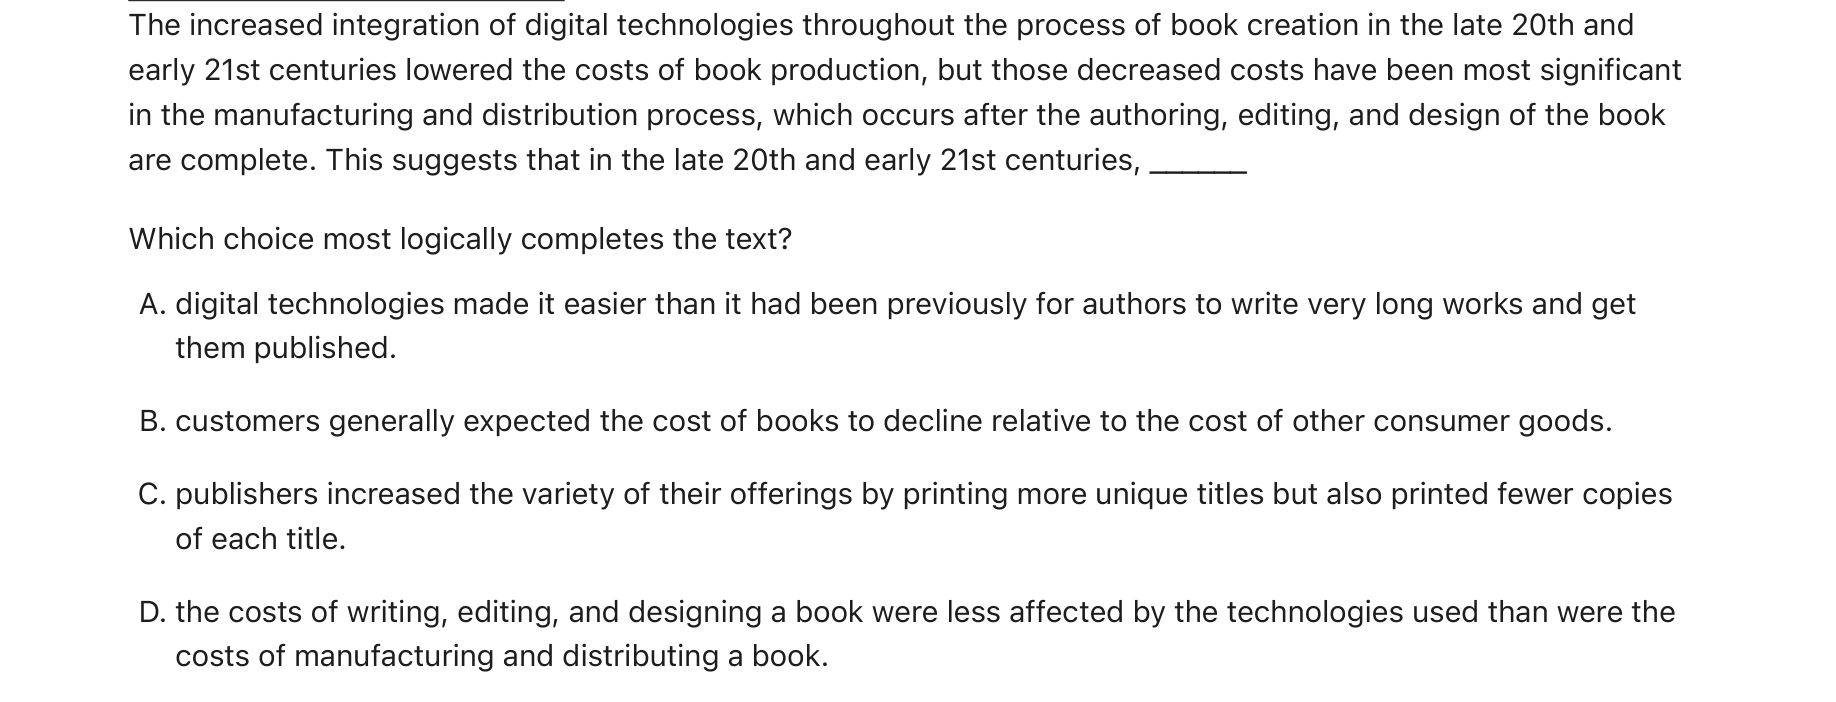 The increased integration of digital technologies throughout the process of book creation in the late 20th and
early 21st centuries lowered the costs of book production, but those decreased costs have been most significant
in the manufacturing and distribution process, which occurs after the authoring, editing, and design of the book
are complete. This suggests that in the late 20th and early 21st centuries, ______
Which choice most logically completes the text?
A. digital technologies made it easier than it had been previously for authors to write very long works and get
them published.
B. customers generally expected the cost of books to decline relative to the cost of other consumer goods.
C. publishers increased the variety of their offerings by printing more unique titles but also printed fewer copies
of each title.
D. the costs of writing, editing, and designing a book were less affected by the technologies used than were the
costs of manufacturing and distributing a book.